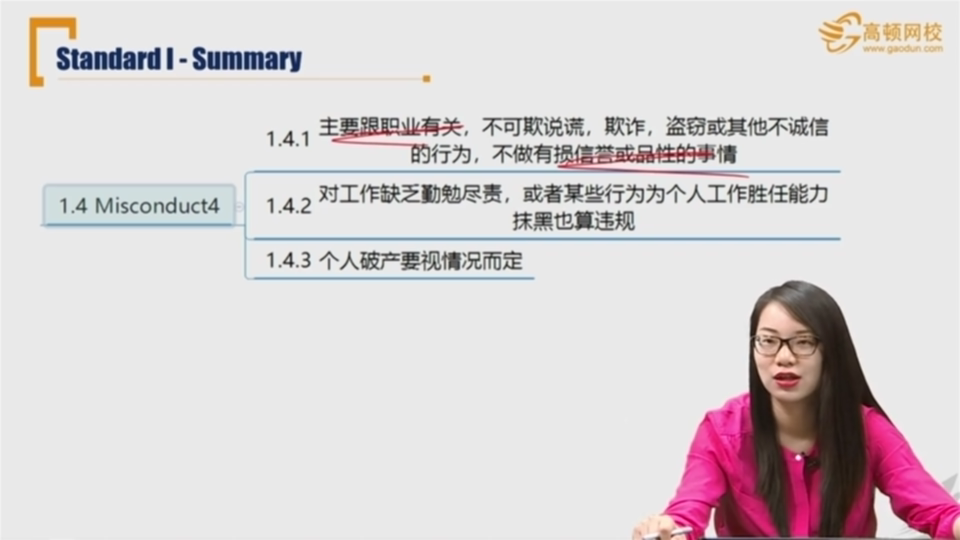 Standard I - Summary
高顿网校
www.gaodun.com
1.4 Misconduct4
1.4.1 主要跟职业有关，不可欺说谎，欺诈，盗窃或其他不诚信
的行为，不做有损信誉或品性的事情
1.4.2 对工作缺乏勤勉尽责，或者某些行为为个人工作胜任能力
抹黑也算违规
1.4.3 个人破产要视情况而定